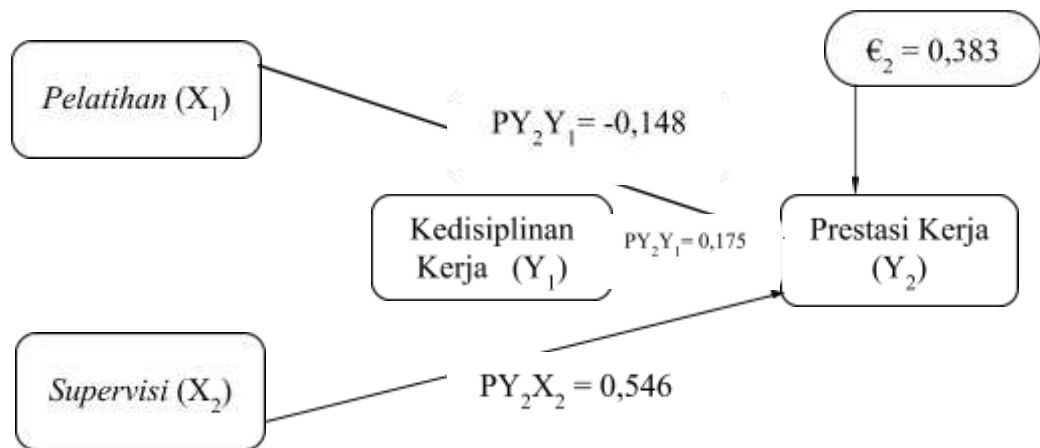 €₂ = 0,383
Pelatihan (X₁)
PY₂Y₁= -0,148
Kedisiplinan
Kerja (Y₁)
PY₂Y₁= 0,175
Prestasi Kerja
(Y₂)
Supervisi (X₂)
PY₂X₂ = 0,546